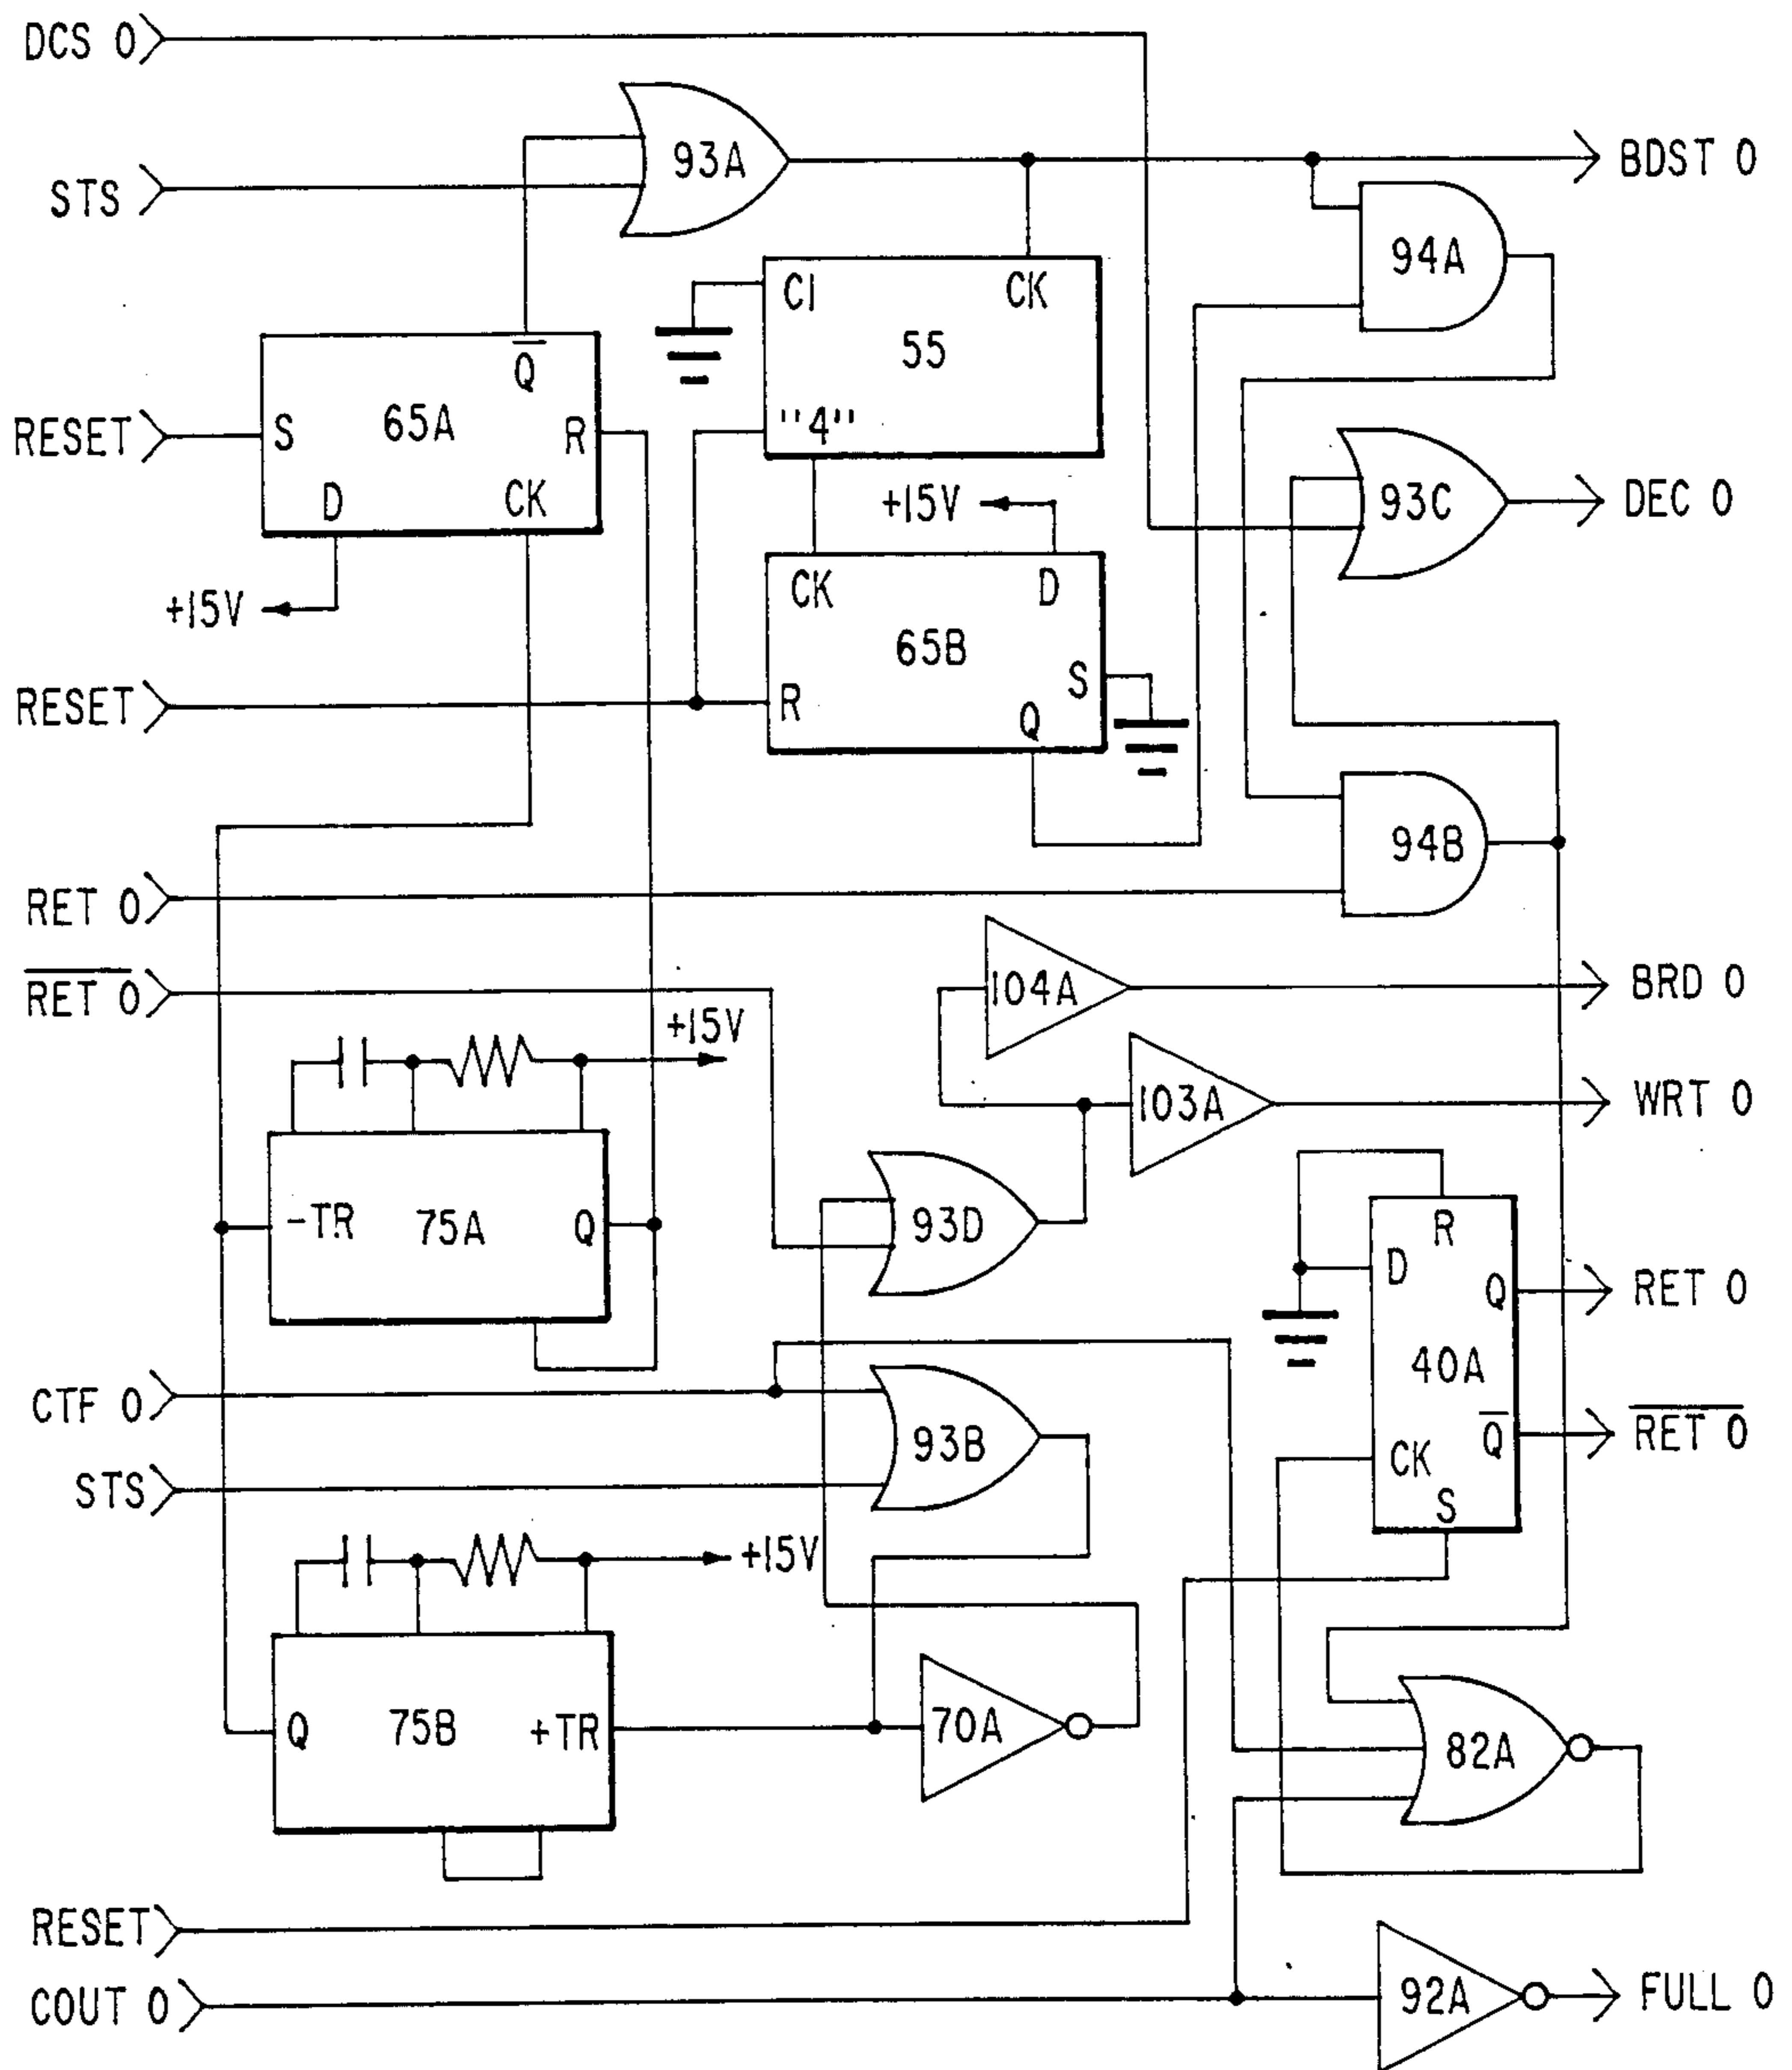 DCS 0
93A
BDST 0
STS
94A
CI CK
55
Q̅
65A
RESET S R
"4"
D CK
+15V
93C DEC 0
+15V
CK D
65B
S
RESET R
Q
94B
RET 0
R̅E̅T̅ ̅0̅
104A BRD 0
+15V
103A WRT 0
-TR 75A Q
93D
R
D
Q RET 0
40A
CTF 0
93B
Q̅ R̅E̅T̅ ̅0̅
CK
STS
S
+15V
Q 75B +TR
70A
82A
RESET
COUT 0
92A FULL 0